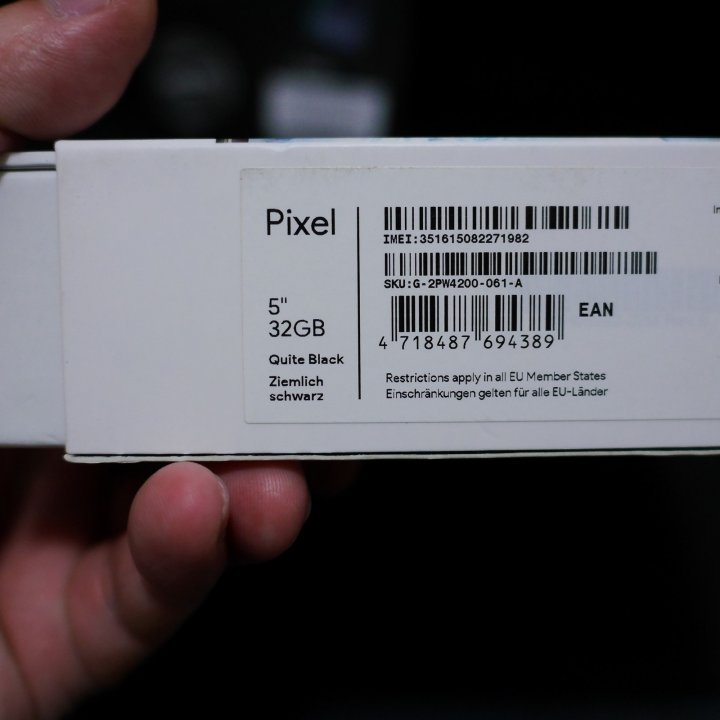 Pixel
5"
32GB
Quite Black
Ziemlich
schwarz
IMEI:351615082271982
SKU:G-2PW4200-061-A
EAN
4 718487 694389
Restrictions apply in all EU Member States
Einschränkungen gelten für alle EU-Länder